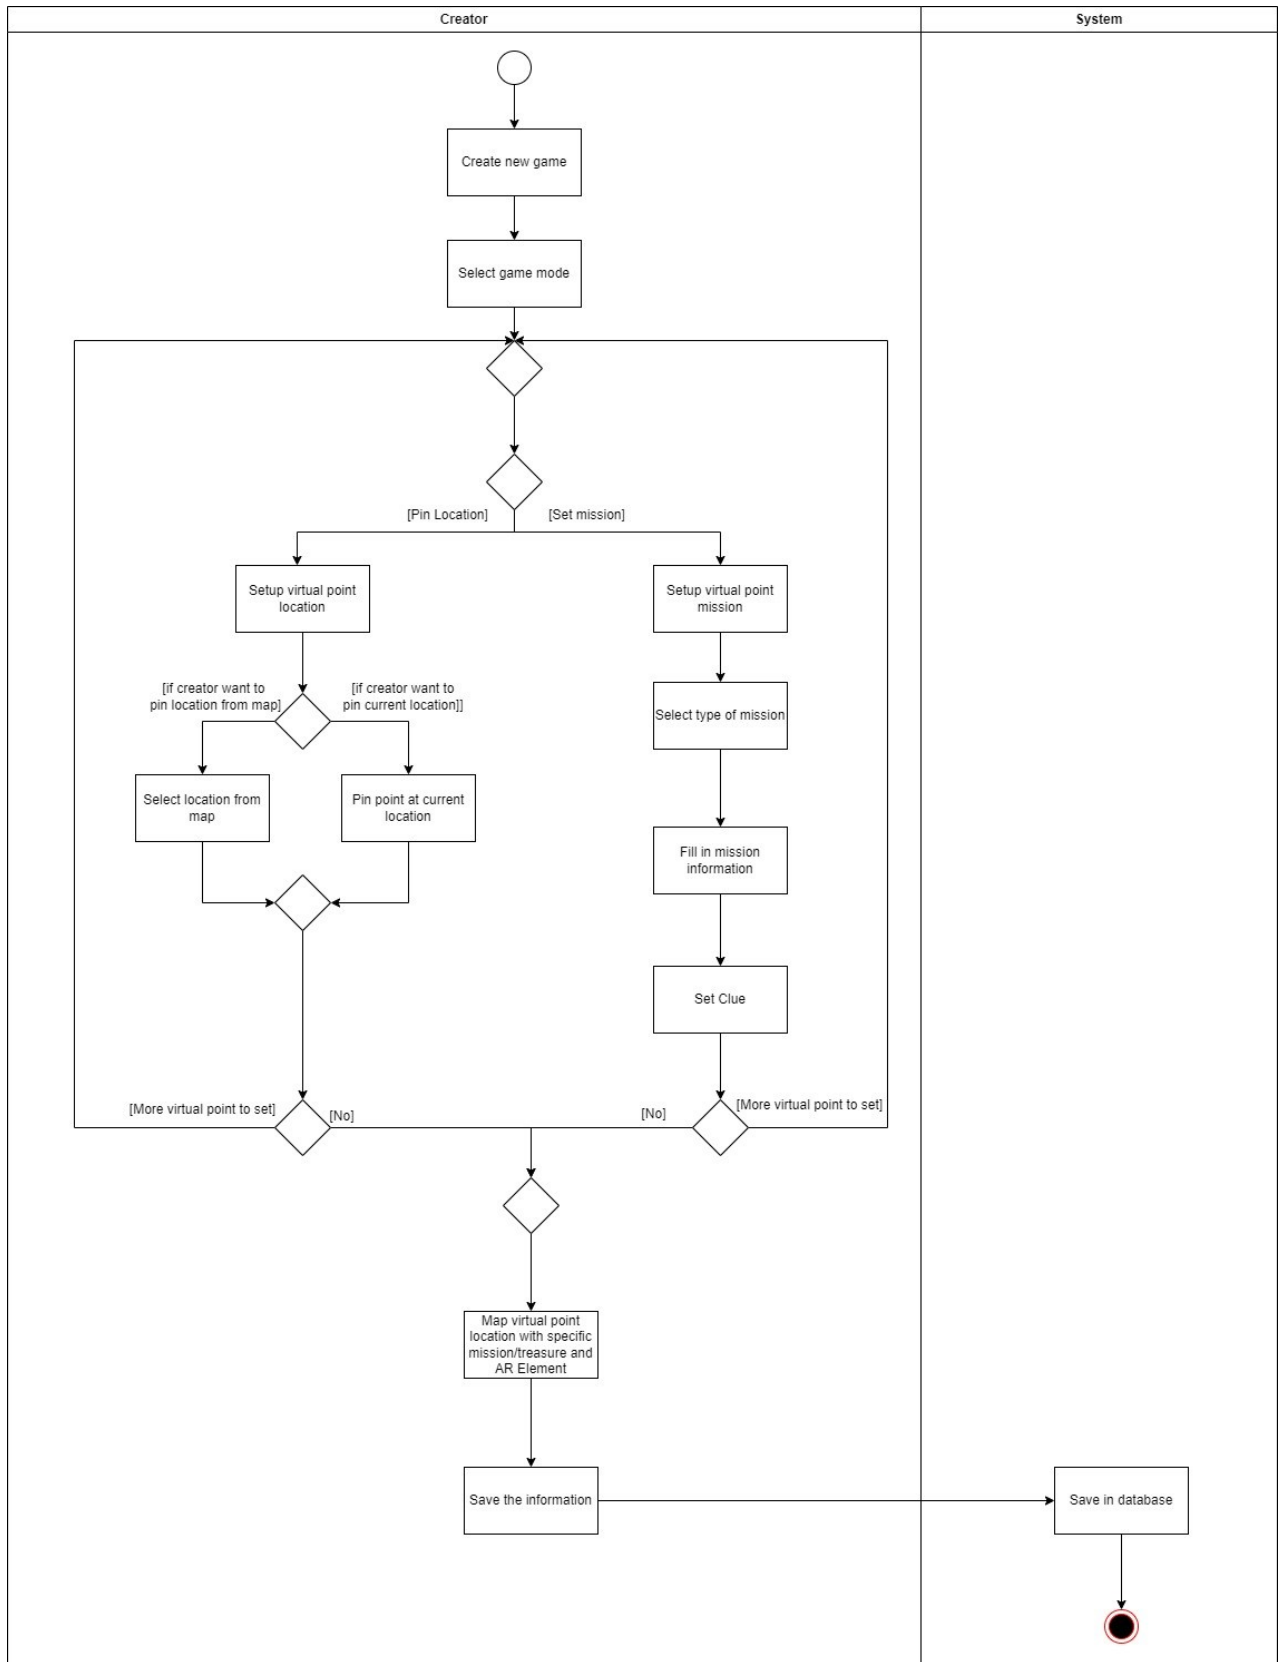 Creator
System
Create new game
Select game mode
[Pin Location]
[Set mission]
Setup virtual point
location
Setup virtual point
mission
[if creator want to
pin location from map]
[if creator want to
pin current location]]
Select type of mission
Select location from
map
Pin point at current
location
Fill in mission
information
Set Clue
[More virtual point to set]
[No]
[No]
[More virtual point to set]
Map virtual point
location with specific
mission/treasure and
AR Element
Save the information
Save in database